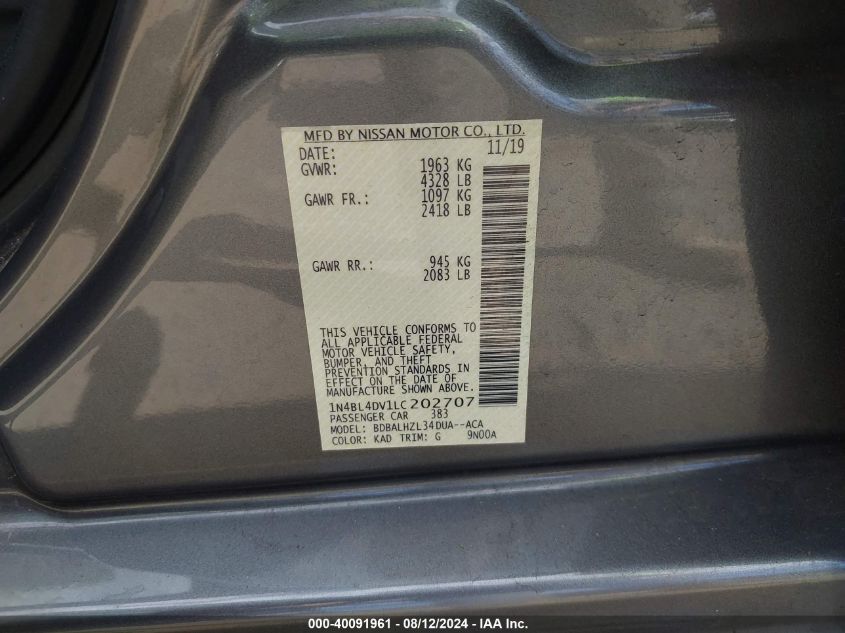 MFD BY NISSAN MOTOR CO., LTD.
DATE: 11/19
GVWR: 1963 KG
4328 LB
GAWR FR.: 1097 KG
2418 LB
GAWR RR.: 945 KG
2083 LB
THIS VEHICLE CONFORMS TO
ALL APPLICABLE FEDERAL
MOTOR VEHICLE SAFETY,
BUMPER, AND THEFT
PREVENTION STANDARDS IN
EFFECT ON THE DATE OF
MANUFACTURE SHOWN ABOVE.
1N4BL4DV1LC202707
PASSENGER CAR 383
MODEL: BDBALHZL34DUA--ACA
COLOR: KAD TRIM: G 9N00A
000-40091961 - 08/12/2024 - IAA Inc.